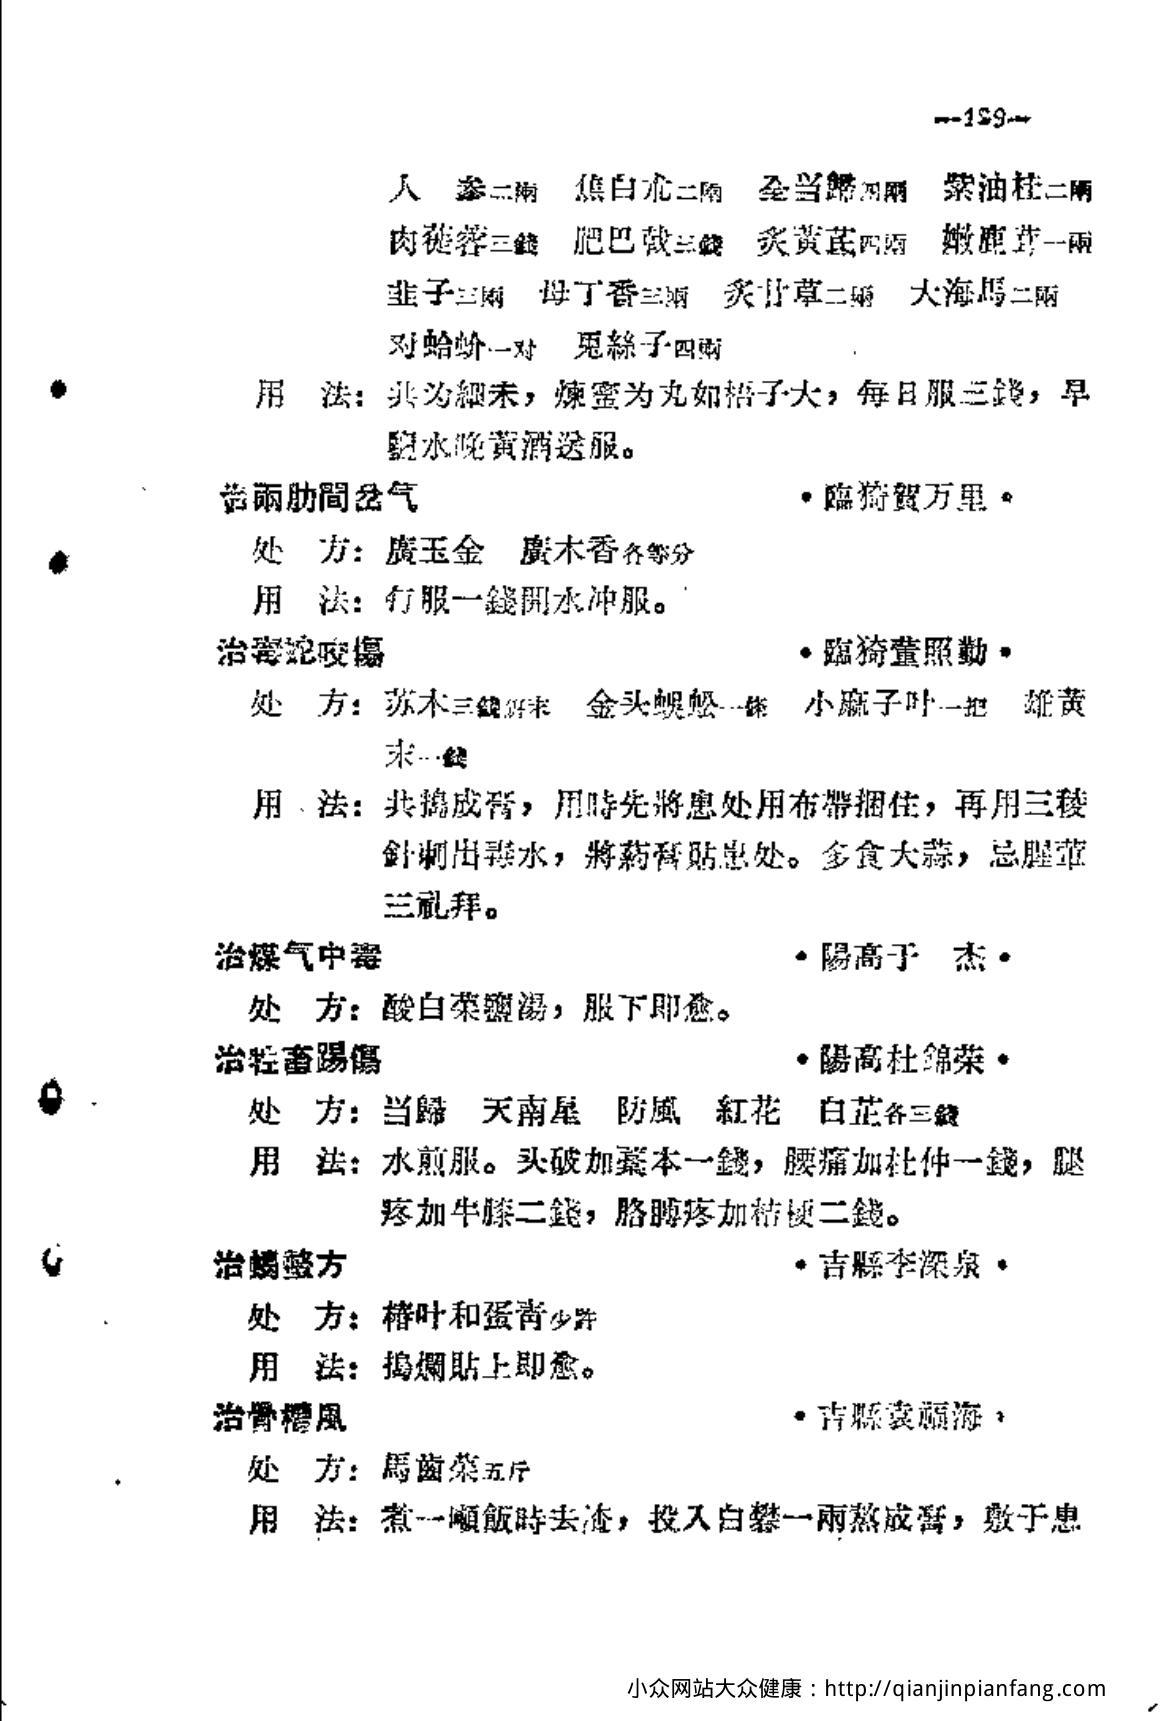 —129—
人　參二兩　焦白朮二兩　全当歸四兩　紫油桂二兩
肉蓯蓉三錢　肥巴戟三錢　炙黃芪四兩　嫩鹿茸一兩
韭子三兩　母丁香三兩　炙甘草二兩　大海馬二兩
对蛤蚧一对　兎絲子四兩
用　法：共为細末，煉蜜为丸如梧子大，每日服三錢，早
鹽水晚黃酒送服。
治兩肋間岔气　•臨猗賀万里•
处　方：廣玉金　廣木香各等分
用　法：每服一錢開水冲服。
治毒蛇咬傷　•臨猗董照勤•
处　方：苏木三錢研末　金头蜈蚣一條　小麻子叶一把　雄黃
末一錢
用　法：共搗成膏，用時先將患处用布帶捆住，再用三稜
針刺出毒水，將葯膏貼患处。多食大蒜，忌腥葷
三礼拜。
治煤气中毒　•陽高于　杰•
处　方：酸白菜鹽湯，服下即愈。
治牲畜踢傷　•陽高杜錦荣•
处　方：当歸　天南星　防風　紅花　白芷各三錢
用　法：水煎服。头破加藁本一錢，腰痛加杜仲一錢，腿
疼加牛膝二錢，胳膊疼加桔梗二錢。
治蠍螫方　•吉縣李深泉•
处　方：椿叶和蛋青少許
用　法：搗爛貼上即愈。
治骨槽風　•吉縣袁福海•
处　方：馬齒菜五斤
用　法：煮一頓飯時去渣，投入白礬一兩熬成膏，敷于患
小众网站大众健康：http://qianjinpianfang.com